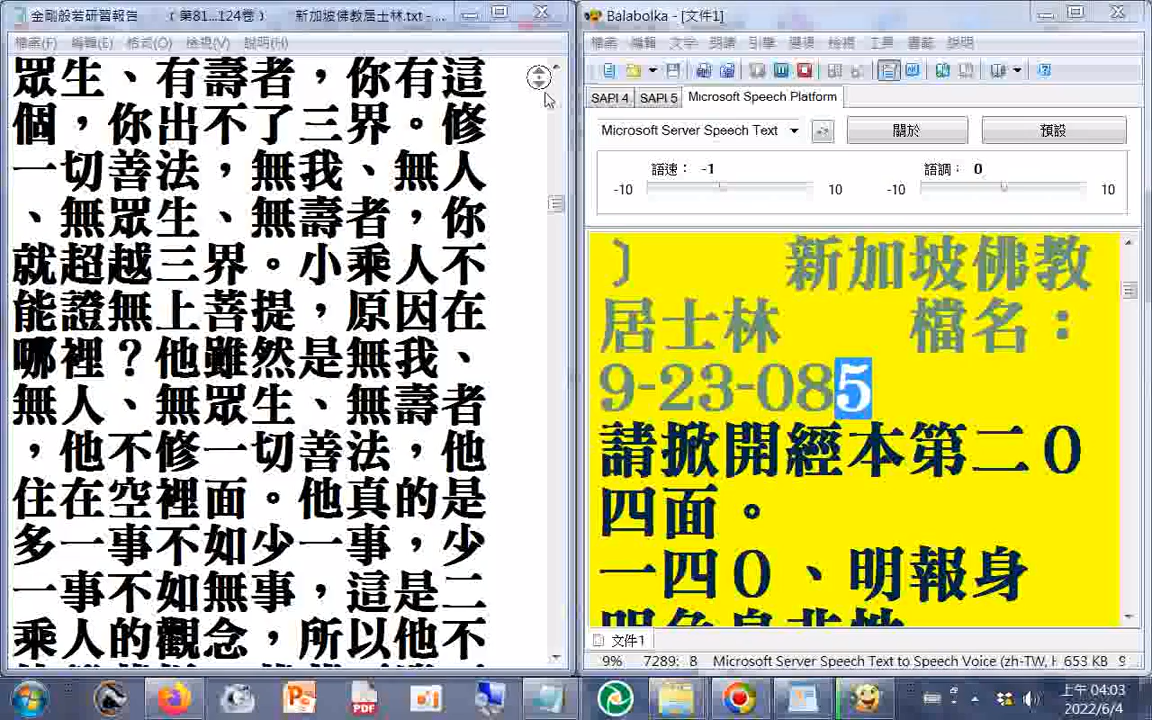 金剛般若研習報告 （第81...124卷） 新加坡佛教居士林.txt - ...
檔案(F) 編輯(E) 格式(O) 檢視(V) 說明(H)
眾生、有壽者，你有這
個，你出不了三界。修
一切善法，無我、無人
、無眾生、無壽者，你
就超越三界。小乘人不
能證無上菩提，原因在
哪裡？他雖然是無我、
無人、無眾生、無壽者
，他不修一切善法，他
住在空裡面。他真的是
多一事不如少一事，少
一事不如無事，這是二
乘人的觀念，所以他不
Balabolka - [文件1]
檔案 編輯 文字 朗讀 引擎 選項 檢視 工具 書籤 說明
SAPI 4 SAPI 5 Microsoft Speech Platform
Microsoft Server Speech Text 關於 預設
語速： -1 語調： 0
-10 10 -10 10
〕 新加坡佛教
居士林 檔名：
9-23-085
請掀開經本第二０
四面。
一四０、明報身
文件1
9% 7289: 8 Microsoft Server Speech Text to Speech Voice (zh-TW, H 653 KB 9
上午 04:03
2022/6/4